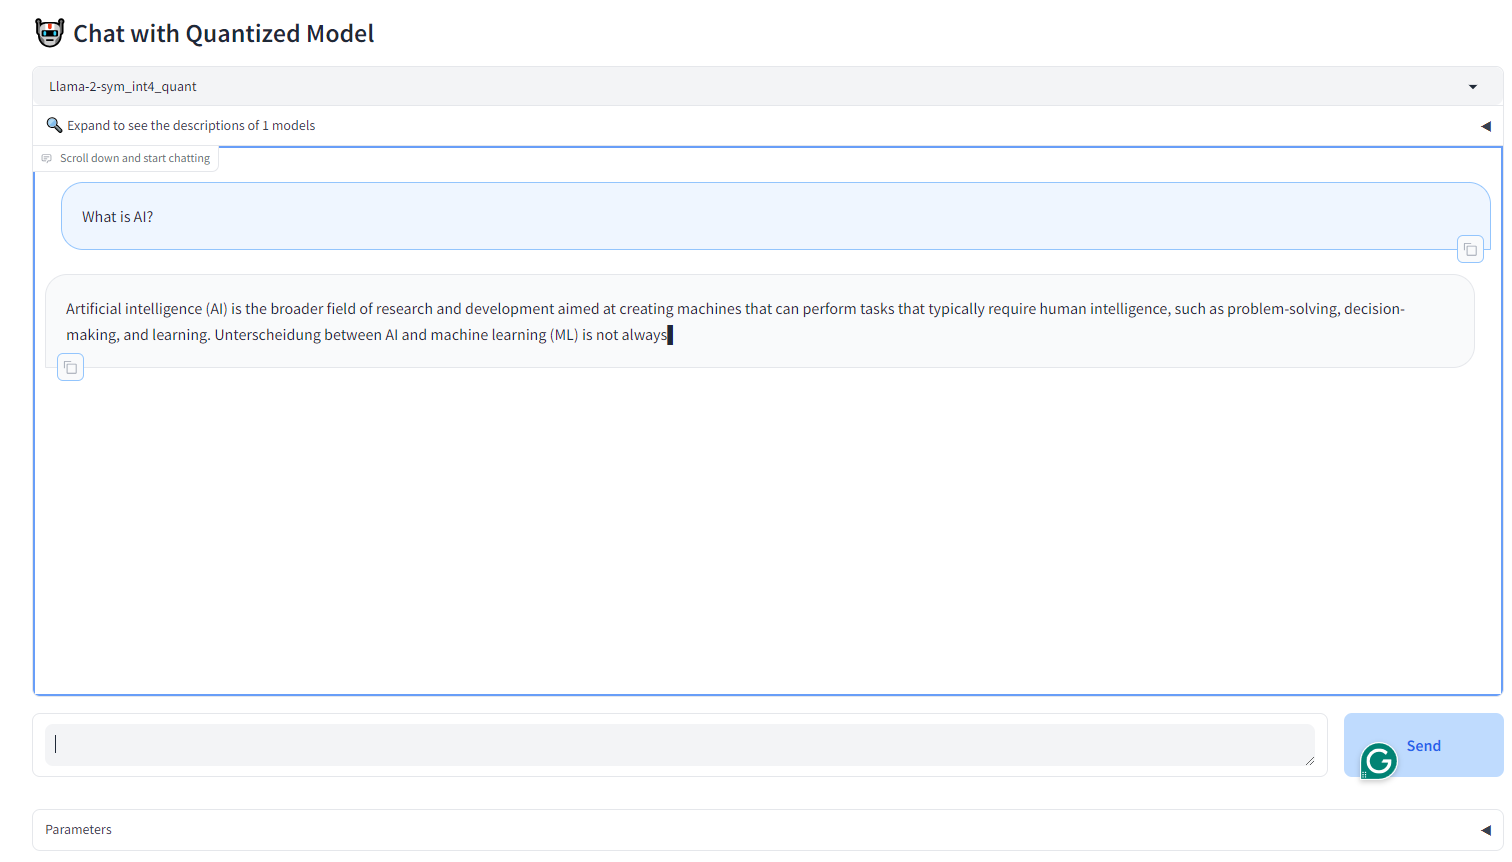 Chat with Quantized Model
Llama-2-sym_int4_quant
Expand to see the descriptions of 1 models
Scroll down and start chatting
What is AI?
Artificial intelligence (AI) is the broader field of research and development aimed at creating machines that can perform tasks that typically require human intelligence, such as problem-solving, decision-
making, and learning. Unterscheidung between AI and machine learning (ML) is not always
Send
Parameters